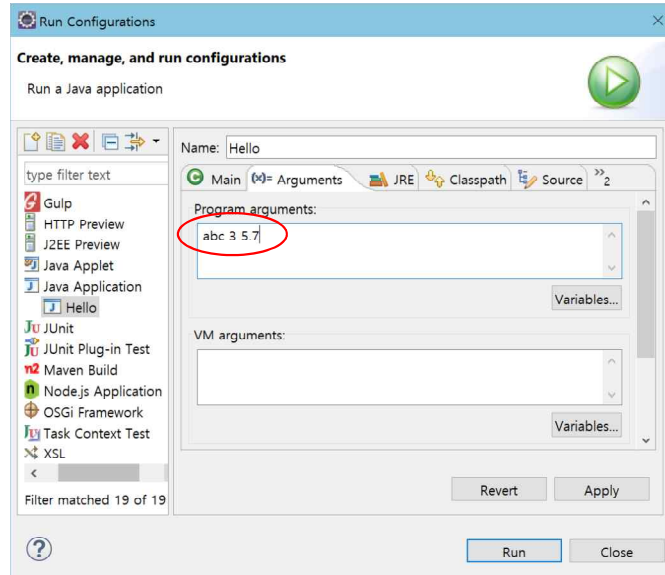 Run Configurations
Create, manage, and run configurations
Run a Java application
Name: Hello
type filter text
Main (x)= Arguments JRE Classpath Source »2
Gulp
HTTP Preview
J2EE Preview
Java Applet
Java Application
Hello
JUnit
JUnit Plug-in Test
Maven Build
Node.js Application
OSGi Framework
Task Context Test
XSL
Filter matched 19 of 19
Program arguments:
abc 3 5.7
Variables...
VM arguments:
Variables...
Revert Apply
Run Close